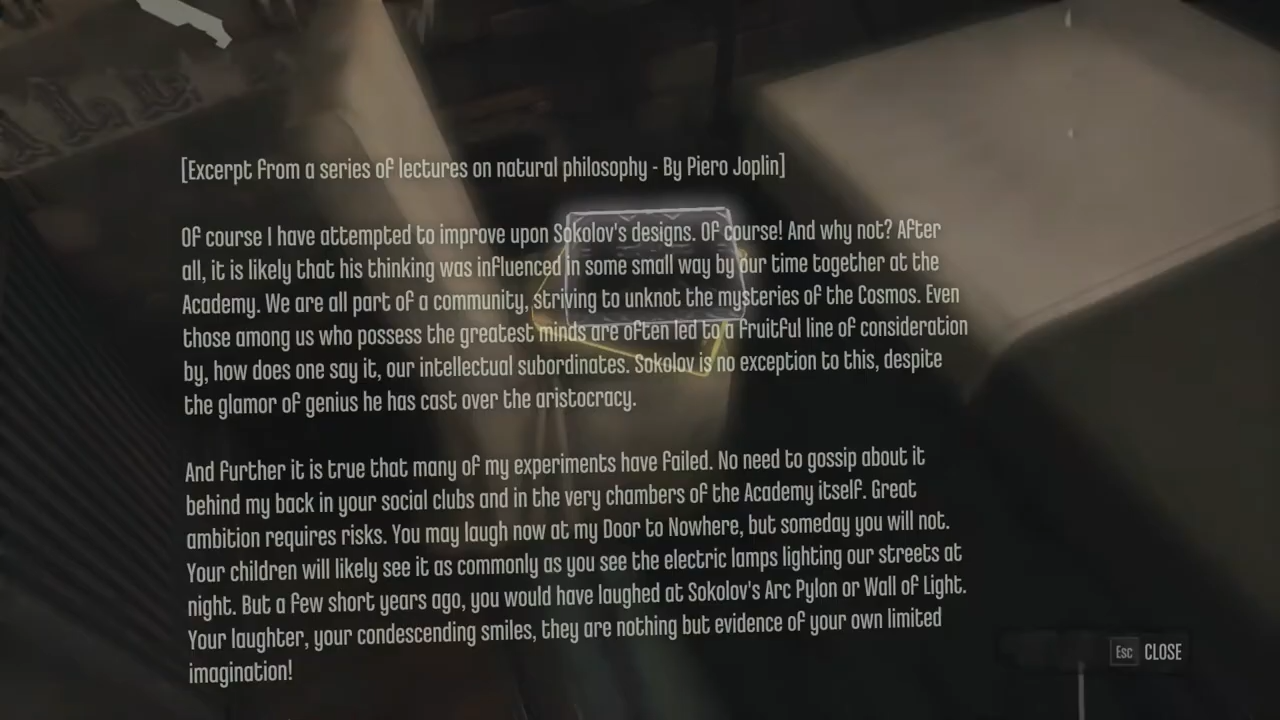 [Excerpt from a series of lectures on natural philosophy - By Piero Joplin]
Of course I have attempted to improve upon Sokolov's designs. Of course! And why not? After
all, it is likely that his thinking was influenced in some small way by our time together at the
Academy. We are all part of a community, striving to unknot the mysteries of the Cosmos. Even
those among us who possess the greatest minds are often led to a fruitful line of consideration
by, how does one say it, our intellectual subordinates. Sokolov is no exception to this, despite
the glamor of genius he has cast over the aristocracy.
And further it is true that many of my experiments have failed. No need to gossip about it
behind my back in your social clubs and in the very chambers of the Academy itself. Great
ambition requires risks. You may laugh now at my Door to Nowhere, but someday you will not.
Your children will likely see it as commonly as you see the electric lamps lighting our streets at
night. But a few short years ago, you would have laughed at Sokolov's Arc Pylon or Wall of Light.
Your laughter, your condescending smiles, they are nothing but evidence of your own limited
imagination!
Esc CLOSE